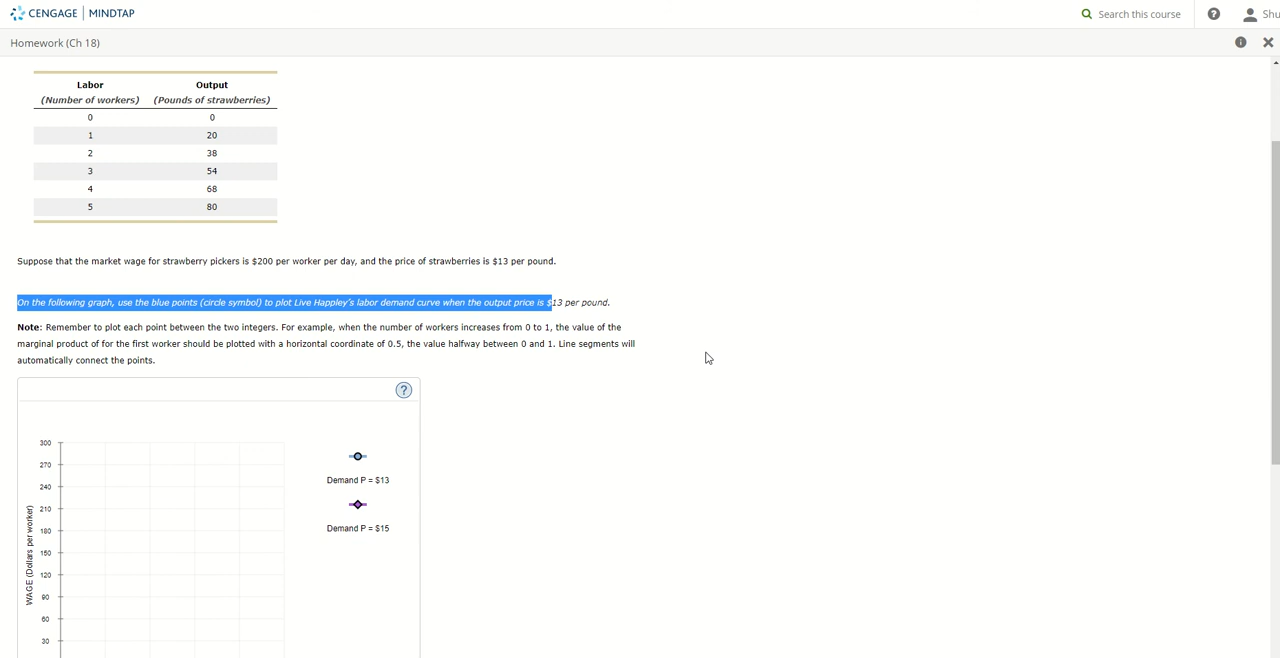 CENGAGE | MINDTAP
Search this course
Shu
Homework (Ch 18)
Labor Output
(Number of workers) (Pounds of strawberries)
0 0
1 20
2 38
3 54
4 68
5 80
Suppose that the market wage for strawberry pickers is $200 per worker per day, and the price of strawberries is $13 per pound.
On the following graph, use the blue points (circle symbol) to plot Live Happley's labor demand curve when the output price is $13 per pound.
Note: Remember to plot each point between the two integers. For example, when the number of workers increases from 0 to 1, the value of the
marginal product of for the first worker should be plotted with a horizontal coordinate of 0.5, the value halfway between 0 and 1. Line segments will
automatically connect the points.
?
300
270
240
210
180
150
120
90
60
30
WAGE (Dollars per worker)
Demand P = $13
Demand P = $15